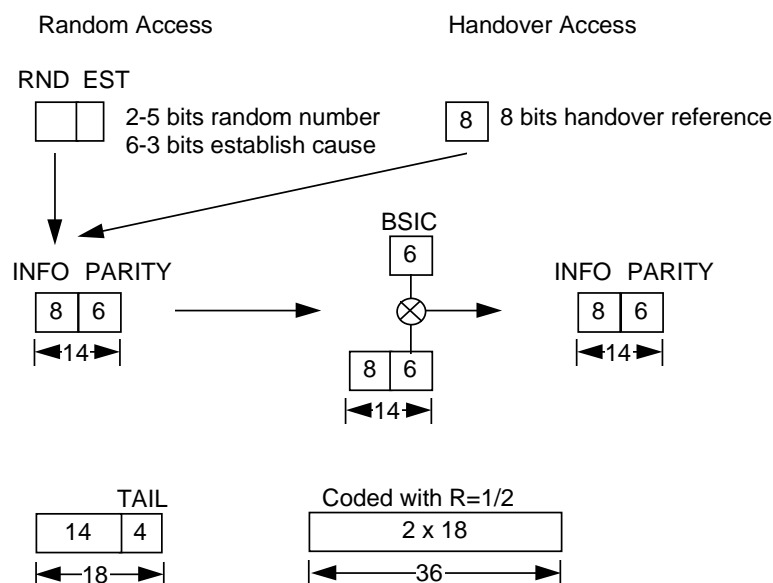 Random Access
Handover Access
RND EST
2-5 bits random number
6-3 bits establish cause
8
8 bits handover reference
BSIC
6
INFO PARITY
8 6
14
8 6
14
INFO PARITY
8 6
14
TAIL
14 4
18
Coded with R=1/2
2 x 18
36